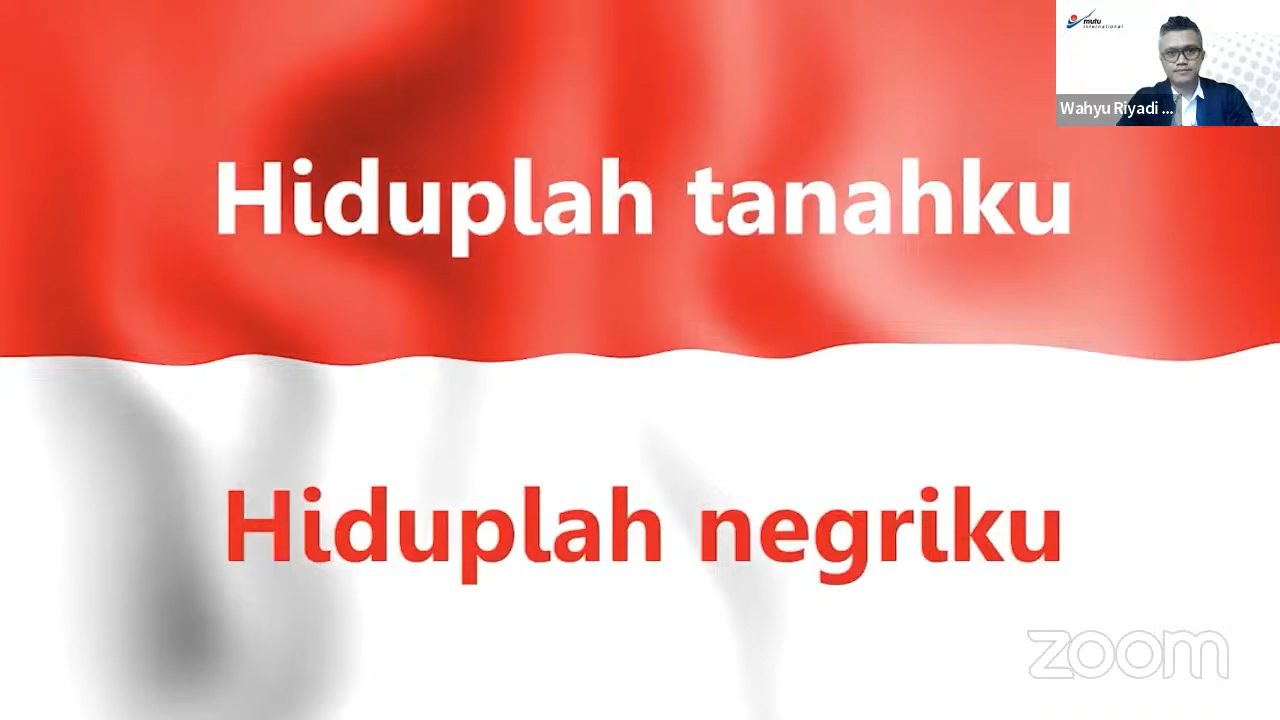 mutu
international
Wahyu Riyadi ...
Hiduplah tanahku
Hiduplah negriku
zoom